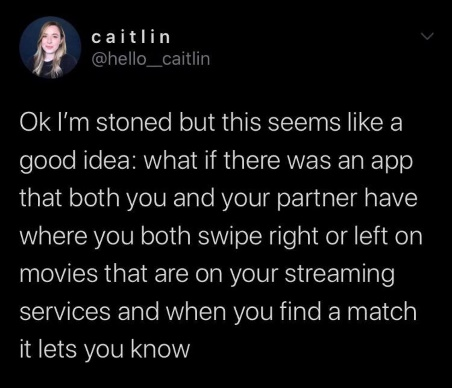 caitlin
@hello__caitlin
Ok I'm stoned but this seems like a
good idea: what if there was an app
that both you and your partner have
where you both swipe right or left on
movies that are on your streaming
services and when you find a match
it lets you know